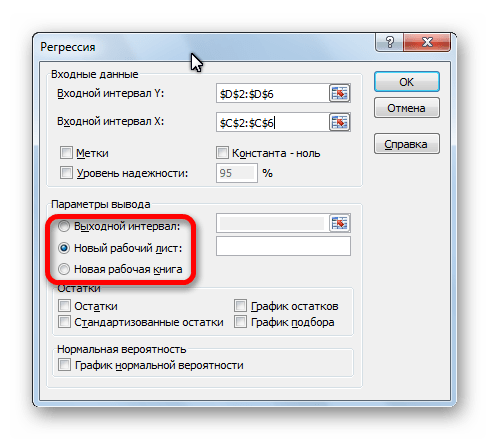 Регрессия
Входные данные
Входной интервал Y:
$D$2:$D$6
Входной интервал X:
$C$2:$C$6
Метки
Константа - ноль
Уровень надежности:
95
%
OK
Отмена
Справка
Параметры вывода
Выходной интервал:
Новый рабочий лист:
Новая рабочая книга
Остатки
Остатки
График остатков
Стандартизованные остатки
График подбора
Нормальная вероятность
График нормальной вероятности